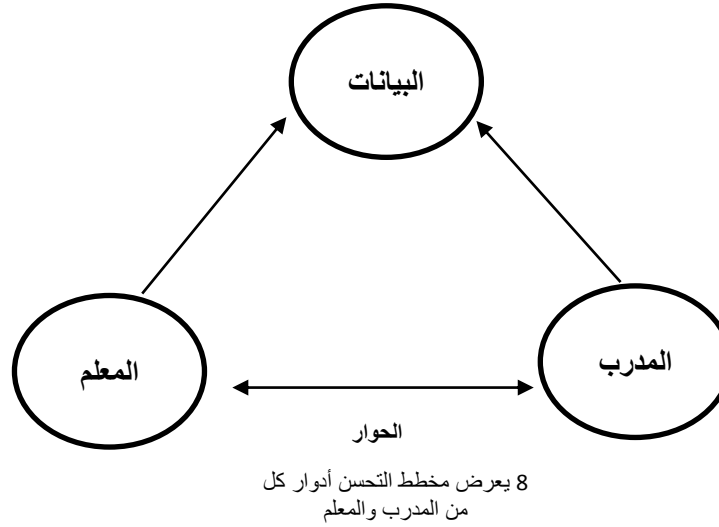 البيانات
المدرب
المعلم
الحوار
8 يعرض مخطط التحسن أدوار كل
من المدرب والمعلم